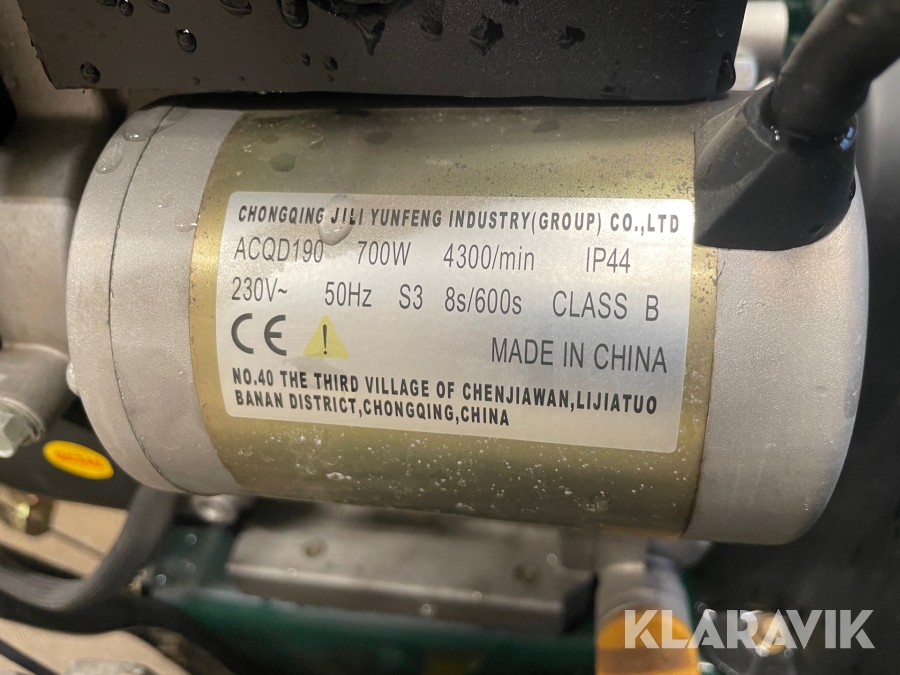 CHONGQING JILI YUNFENG INDUSTRY(GROUP) CO.,LTD
ACQD190 700W 4300/min IP44
230V~ 50Hz S3 8s/600s CLASS B
CE !
MADE IN CHINA
NO.40 THE THIRD VILLAGE OF CHENJIAWAN,LIJIATUO
BANAN DISTRICT,CHONGQING,CHINA
KLARAVIK